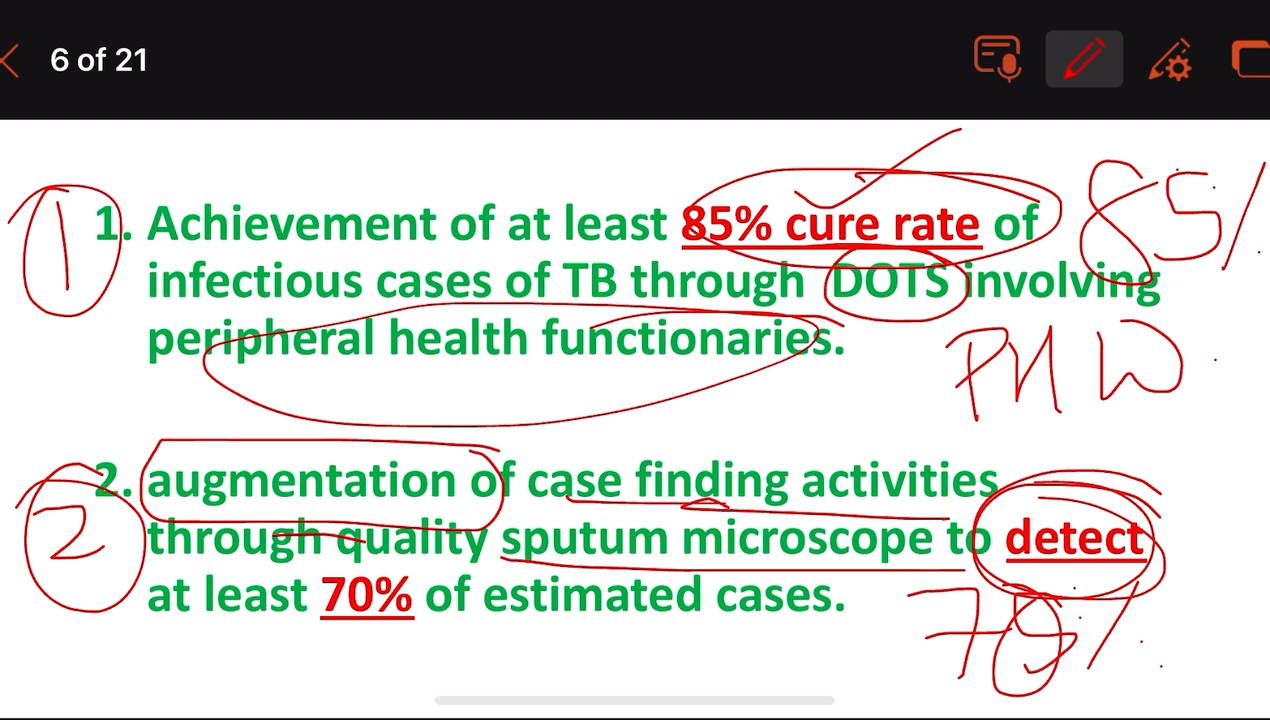 6 of 21
1. Achievement of at least 85% cure rate of
infectious cases of TB through DOTS involving
peripheral health functionaries.
2. augmentation of case finding activities
through quality sputum microscope to detect
at least 70% of estimated cases.
1
85%
PHW
2
70%